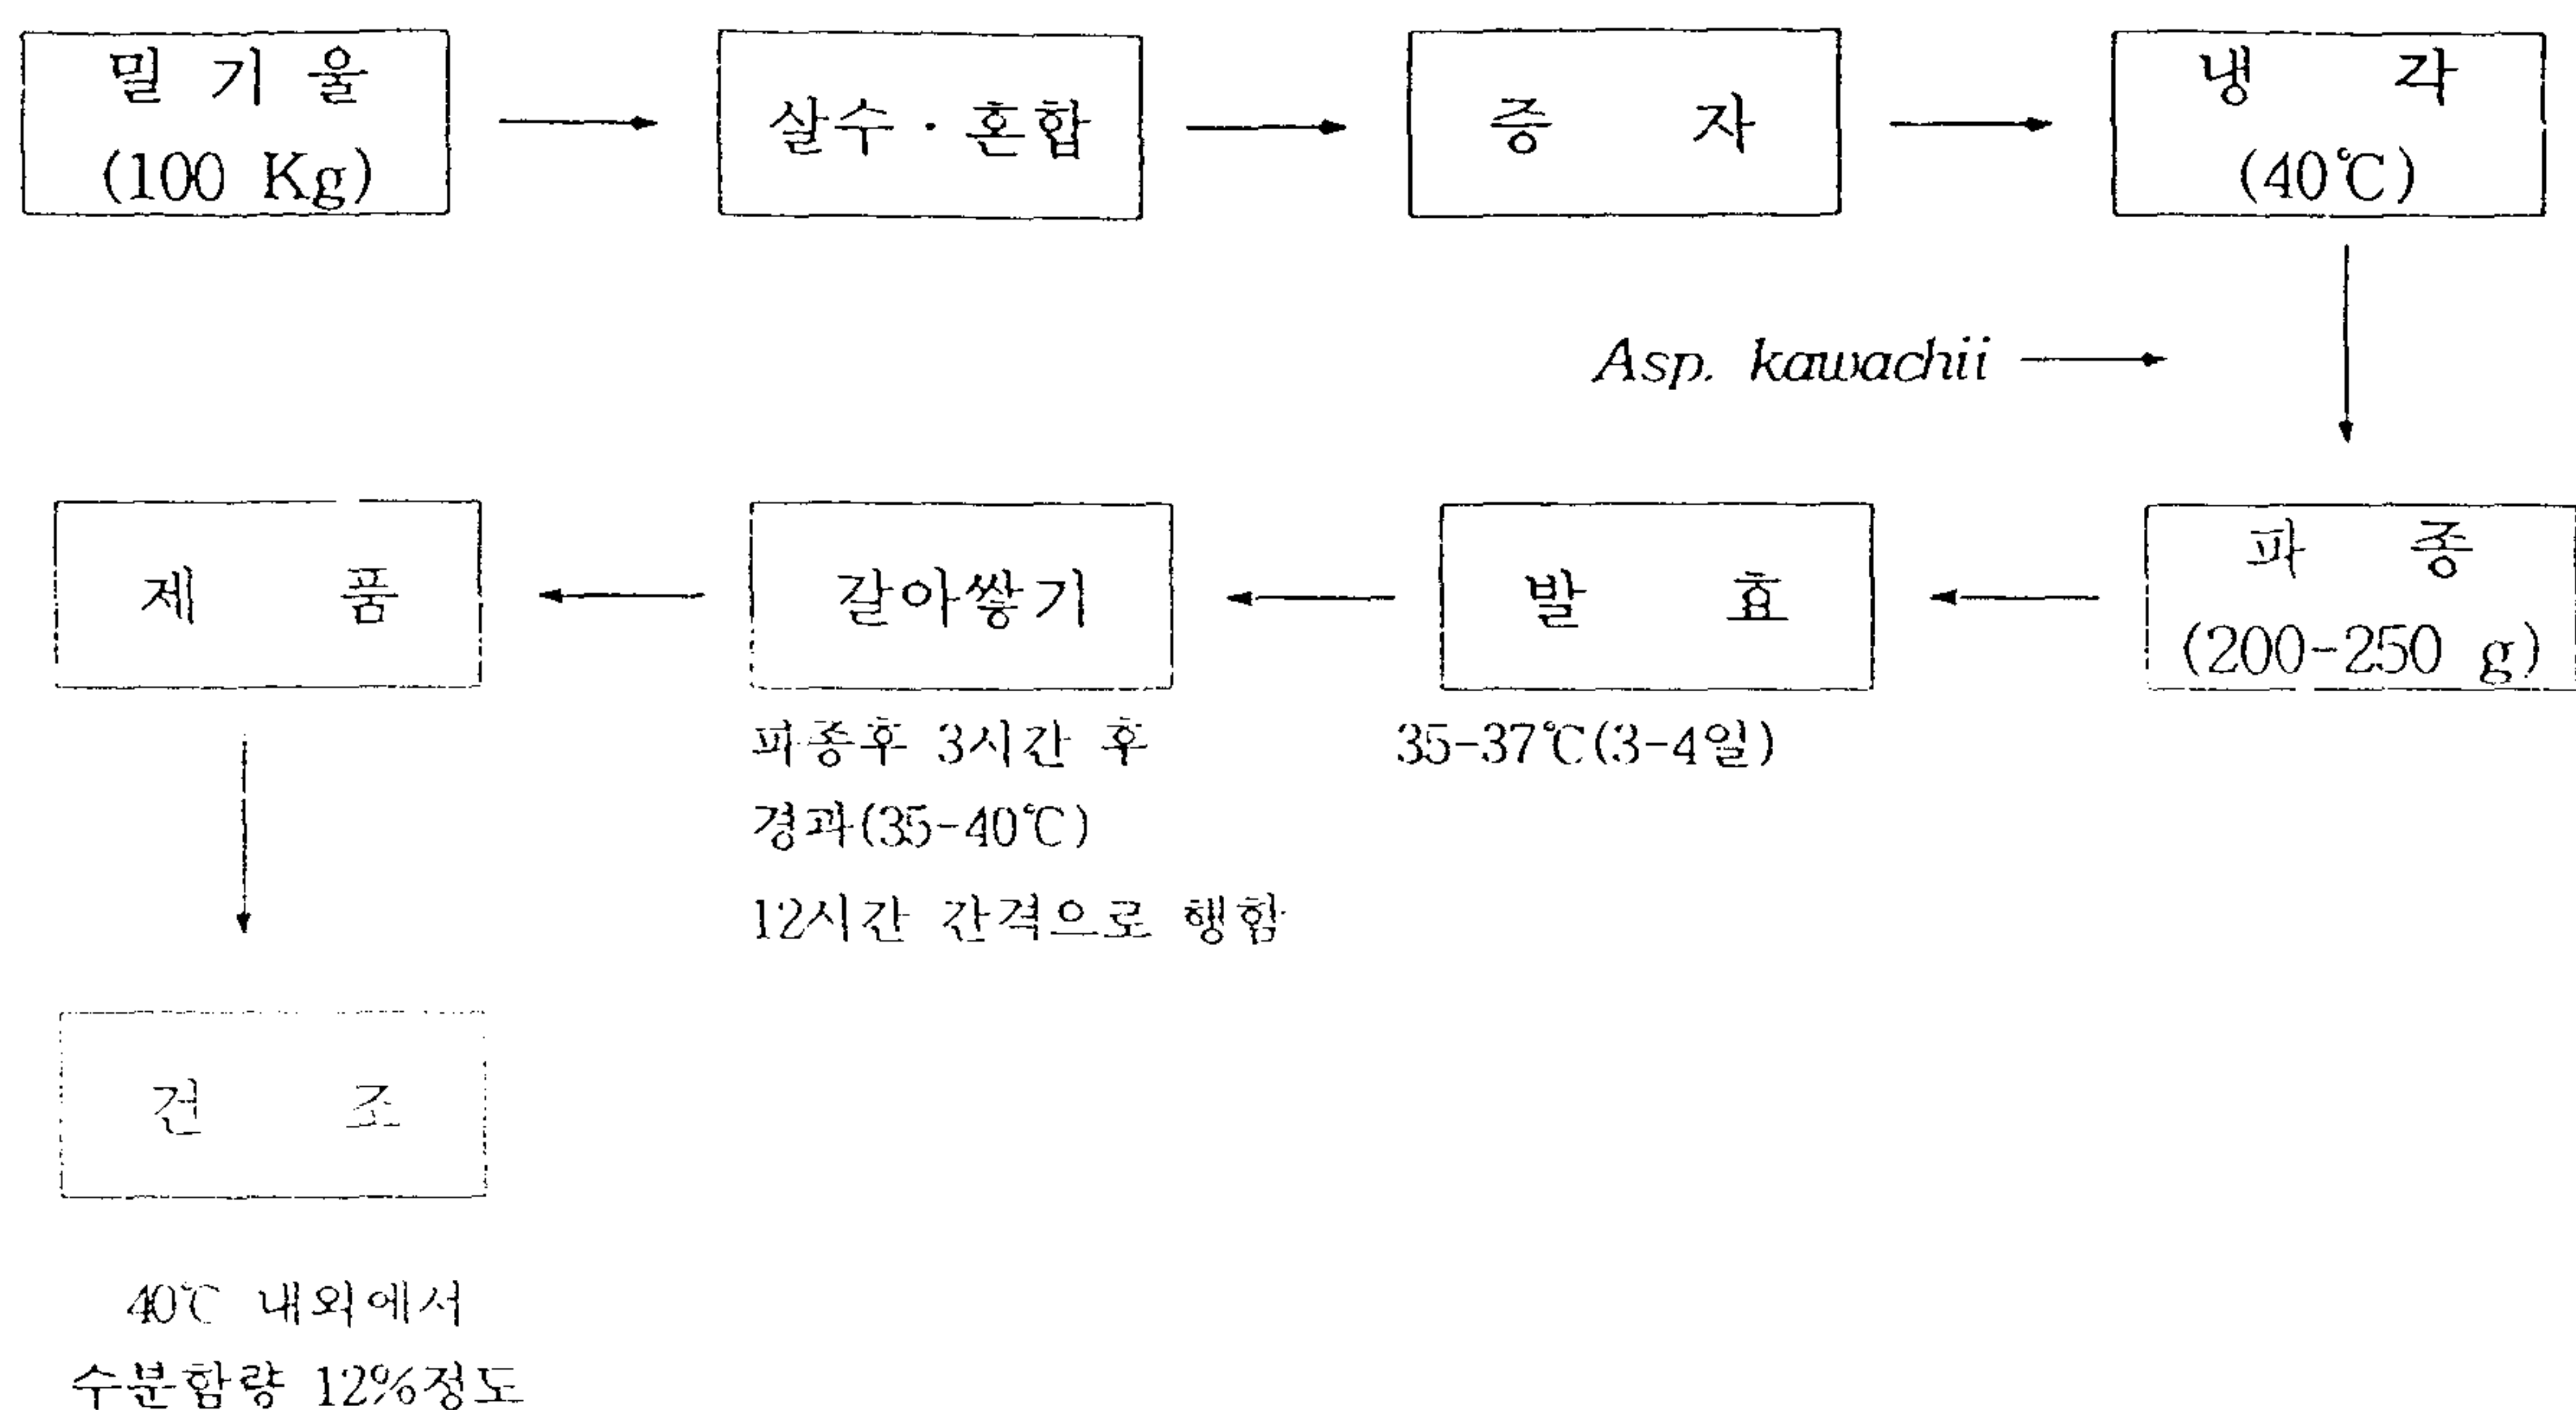 밀 기 울
(100 Kg)
살수 · 혼합
증 자
냉 각
(40℃)
Asp. kawachii
파 종
(200-250 g)
발 효
35-37℃(3-4일)
갈아쌓기
파종후 3시간 후
경과(35-40℃)
12시간 간격으로 행함
제 품
건 조
40℃ 내외에서
수분함량 12%정도